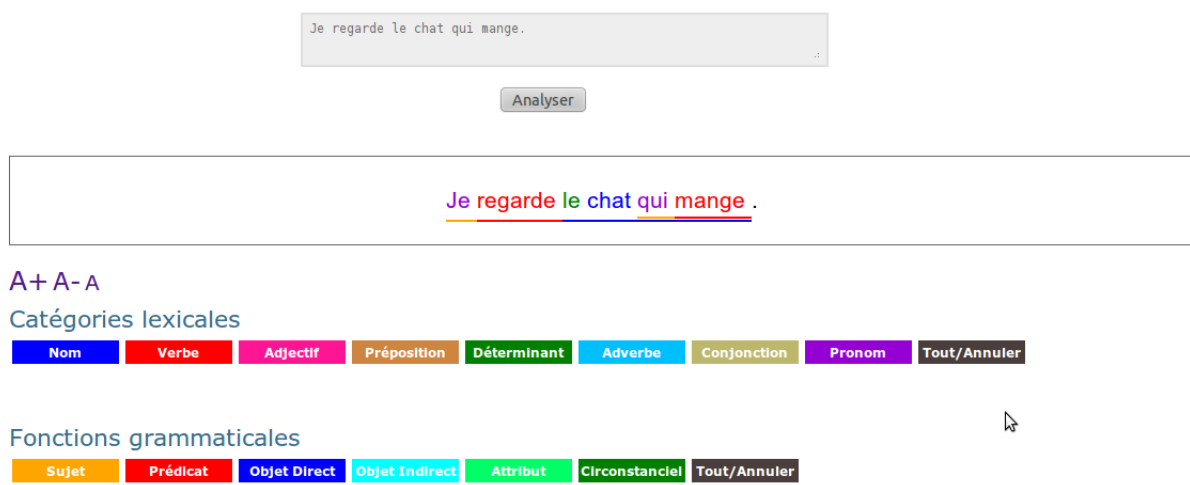 Je regarde le chat qui mange.
Analyser
Je regarde le chat qui mange .
A+ A- A
Catégories lexicales
Nom Verbe Adjectif Préposition Déterminant Adverbe Conjonction Pronom Tout/Annuler
Fonctions grammaticales
Sujet Prédicat Objet Direct Objet Indirect Attribut Circonstanciel Tout/Annuler